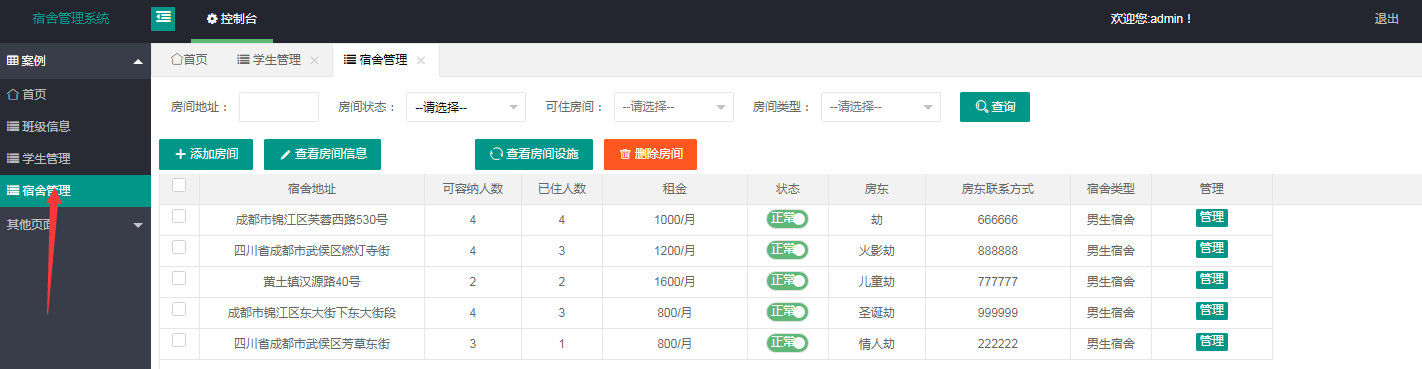 宿舍管理系统 控制台 欢迎您:admin！ 退出
案例 首页 学生管理 宿舍管理
首页
班级信息
学生管理
宿舍管理
其他页面
房间地址： 房间状态： --请选择-- 可住房间： --请选择-- 房间类型： --请选择-- 查询
添加房间 查看房间信息 查看房间设施 删除房间
宿舍地址 可容纳人数 已住人数 租金 状态 房东 房东联系方式 宿舍类型 管理
成都市锦江区芙蓉西路530号 4 4 1000/月 正常 劫 666666 男生宿舍 管理
四川省成都市武侯区燃灯寺街 4 3 1200/月 正常 火影劫 888888 男生宿舍 管理
黄土镇汉源路40号 2 2 1600/月 正常 儿童劫 777777 男生宿舍 管理
成都市锦江区东大街下东大街段 4 3 800/月 正常 圣诞劫 999999 男生宿舍 管理
四川省成都市武侯区芳草东街 3 1 800/月 正常 情人劫 222222 男生宿舍 管理